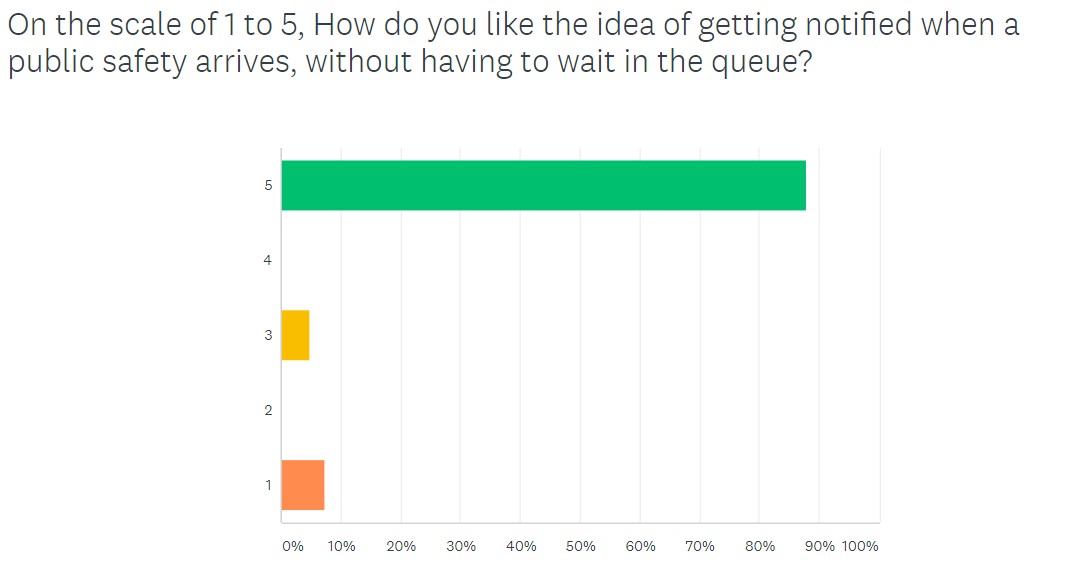 On the scale of 1 to 5, How do you like the idea of getting notified when a
public safety arrives, without having to wait in the queue?
5
4
3
2
1
0% 10% 20% 30% 40% 50% 60% 70% 80% 90% 100%